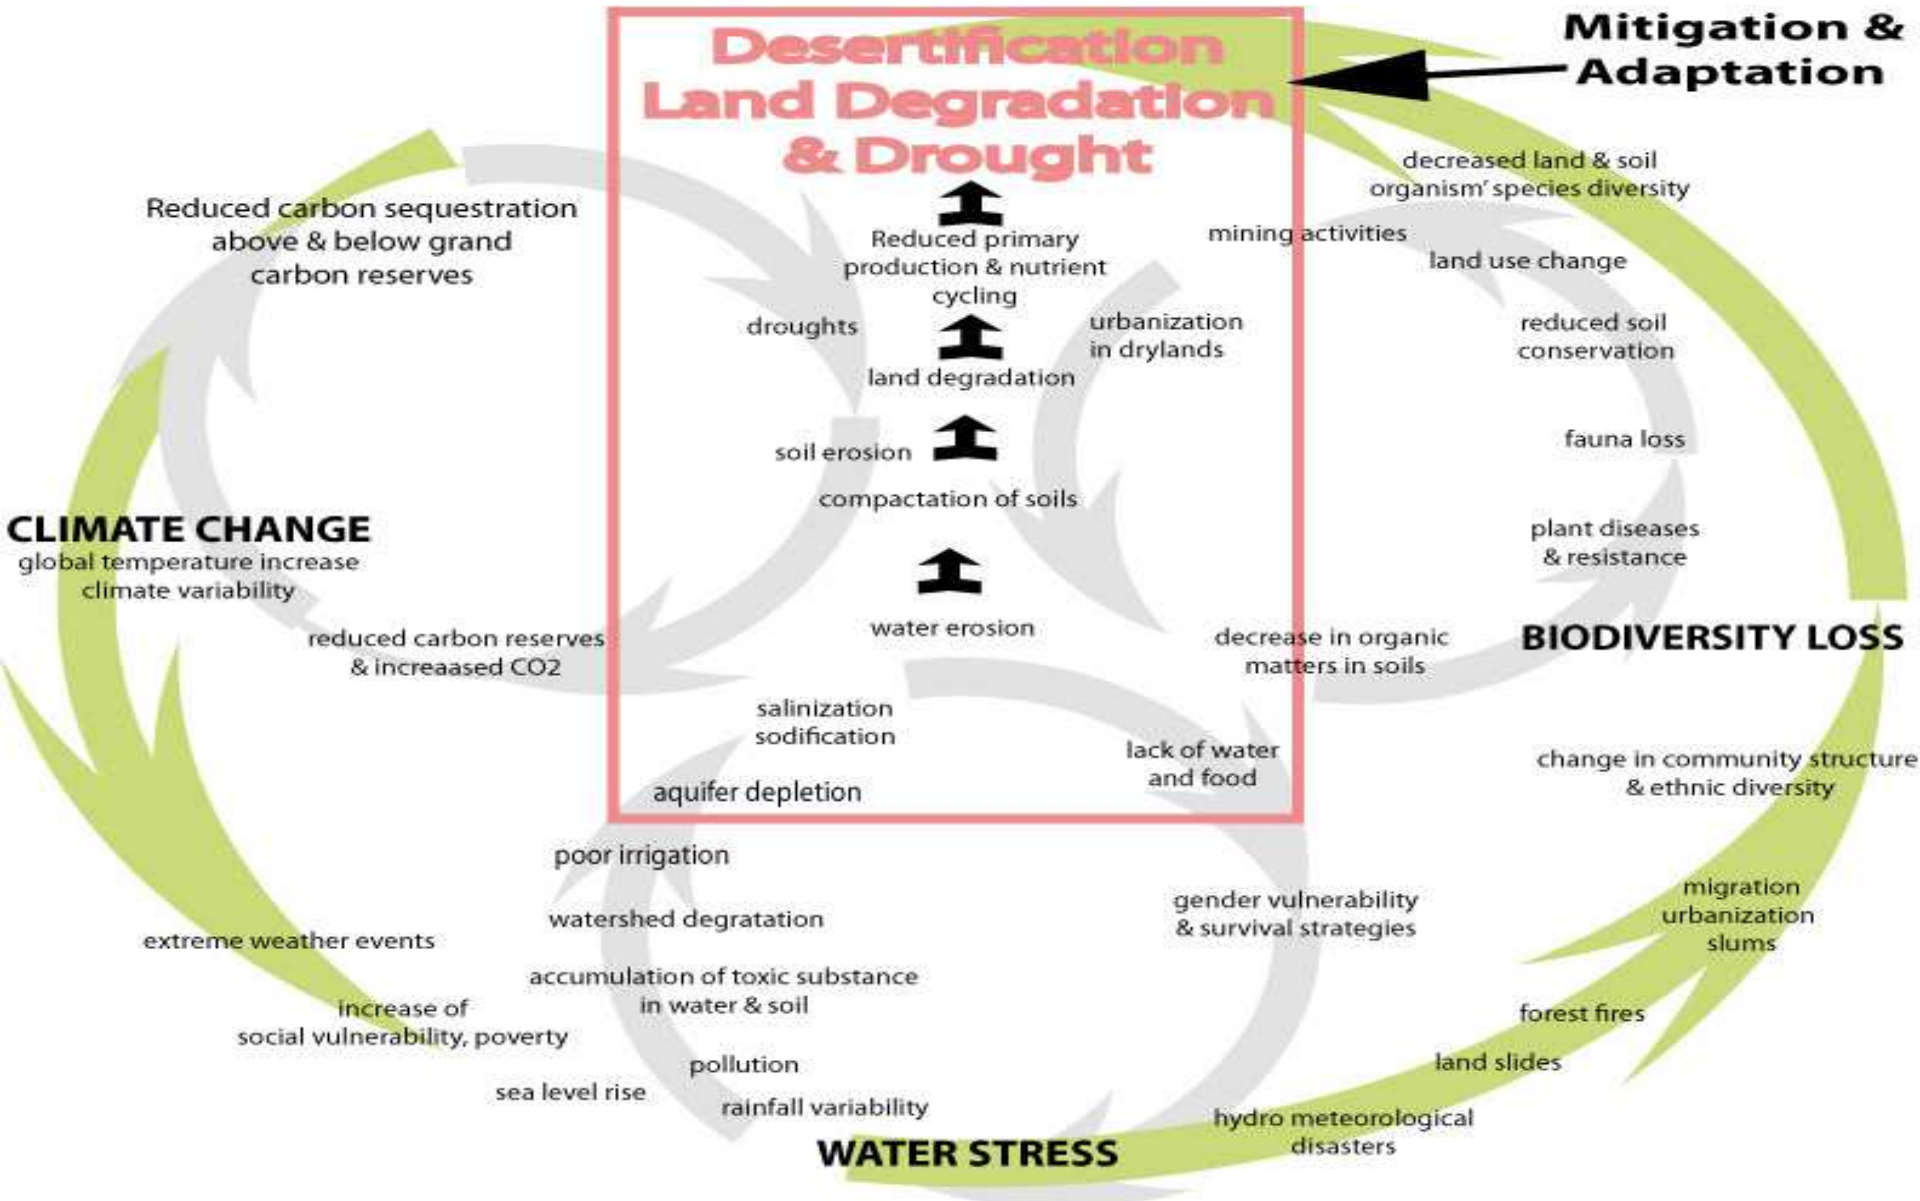 Desertification
Land Degradation
& Drought
Mitigation &
Adaptation
decreased land & soil
organism' species diversity
Reduced carbon sequestration
above & below grand
carbon reserves
Reduced primary
production & nutrient
cycling
mining activities
land use change
droughts
urbanization
in drylands
reduced soil
conservation
land degradation
soil erosion
fauna loss
compactation of soils
CLIMATE CHANGE
global temperature increase
climate variability
plant diseases
& resistance
water erosion
reduced carbon reserves
& increaased CO2
decrease in organic
matters in soils
BIODIVERSITY LOSS
salinization
sodification
lack of water
and food
change in community structure
& ethnic diversity
aquifer depletion
poor irrigation
gender vulnerability
& survival strategies
migration
urbanization
slums
watershed degratation
extreme weather events
accumulation of toxic substance
in water & soil
increase of
social vulnerability, poverty
forest fires
pollution
land slides
sea level rise
rainfall variability
hydro meteorological
disasters
WATER STRESS